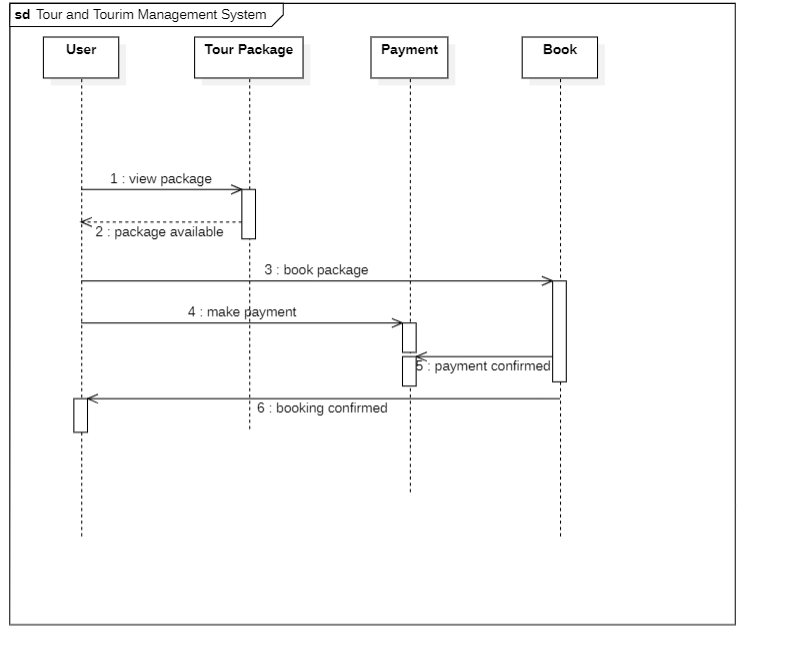 sd Tour and Tourim Management System
User
Tour Package
Payment
Book
1 : view package
2 : package available
3 : book package
4 : make payment
5 : payment confirmed
6 : booking confirmed